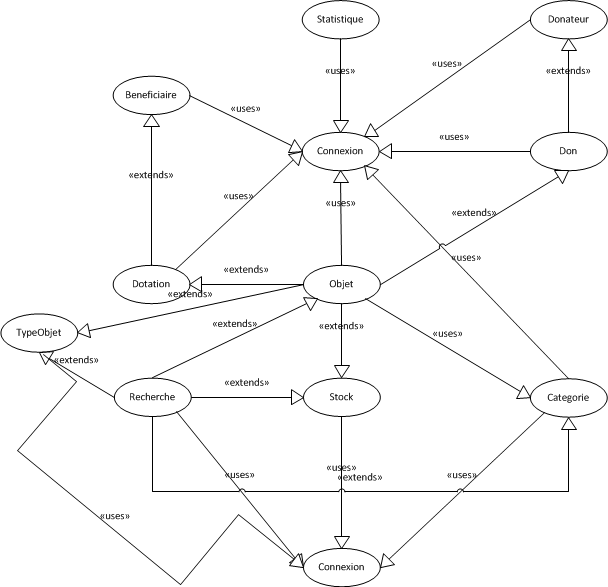 Statistique
Donateur
«uses»
«uses»
«extends»
Beneficiaire
«uses»
Connexion
«uses»
Don
«extends»
«uses»
«uses»
«extends»
«uses»
Dotation
«extends»
Objet
«extends»
TypeObjet
«extends»
«extends»
«uses»
«extends»
«extends»
Recherche
Stock
Categorie
«uses»
«uses»
«extends»
«uses»
«uses»
Connexion